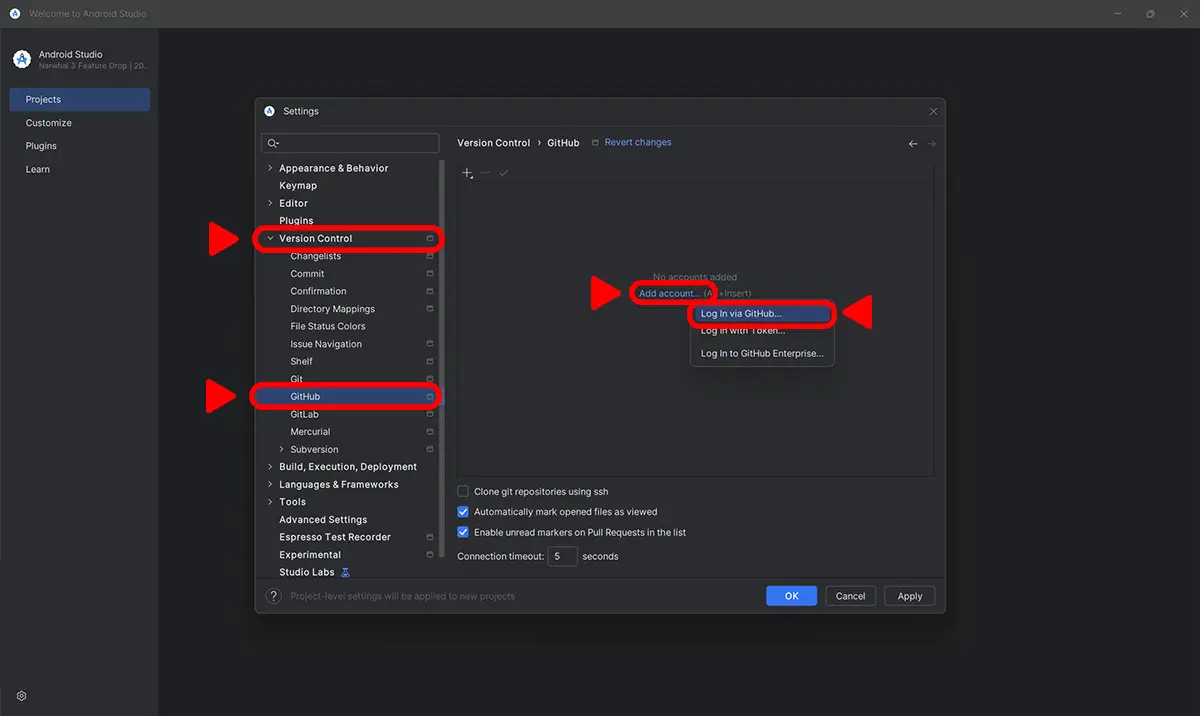 Welcome to Android Studio
Android Studio
Narwhal 3 Feature Drop | 20...
Projects
Customize
Plugins
Learn
Settings
Version Control › GitHub Revert changes
Appearance & Behavior
Keymap
Editor
Plugins
Version Control
Changelists
Commit
Confirmation
Directory Mappings
File Status Colors
Issue Navigation
Shelf
Git
GitHub
GitLab
Mercurial
Subversion
Build, Execution, Deployment
Languages & Frameworks
Tools
Advanced Settings
Espresso Test Recorder
Experimental
Studio Labs
No accounts added
Add account... +Insert)
Log In via GitHub...
Log In with Token...
Log In to GitHub Enterprise...
Clone git repositories using ssh
Automatically mark opened files as viewed
Enable unread markers on Pull Requests in the list
Connection timeout: 5 seconds
? Project-level settings will be applied to new projects
OK Cancel Apply